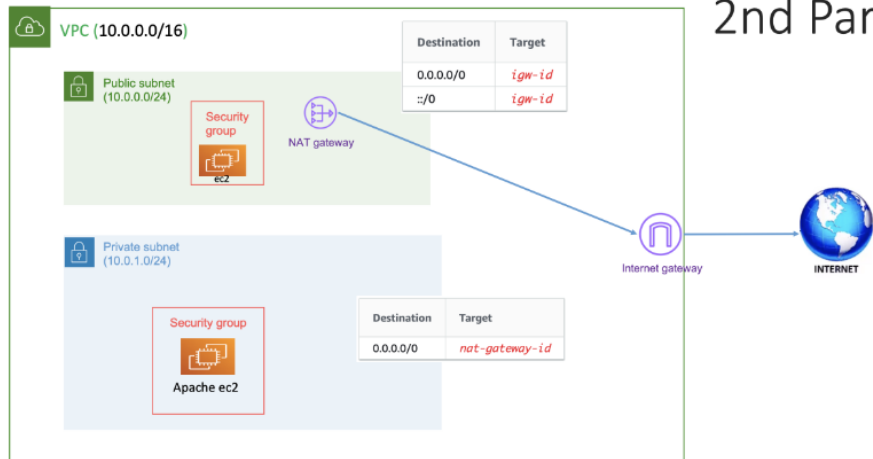 2nd Par
VPC (10.0.0.0/16)
Destination Target
0.0.0.0/0 igw-id
::/0 igw-id
Public subnet
(10.0.0.0/24)
Security
group
ec2
NAT gateway
Internet gateway
INTERNET
Private subnet
(10.0.1.0/24)
Security group
Apache ec2
Destination Target
0.0.0.0/0 nat-gateway-id